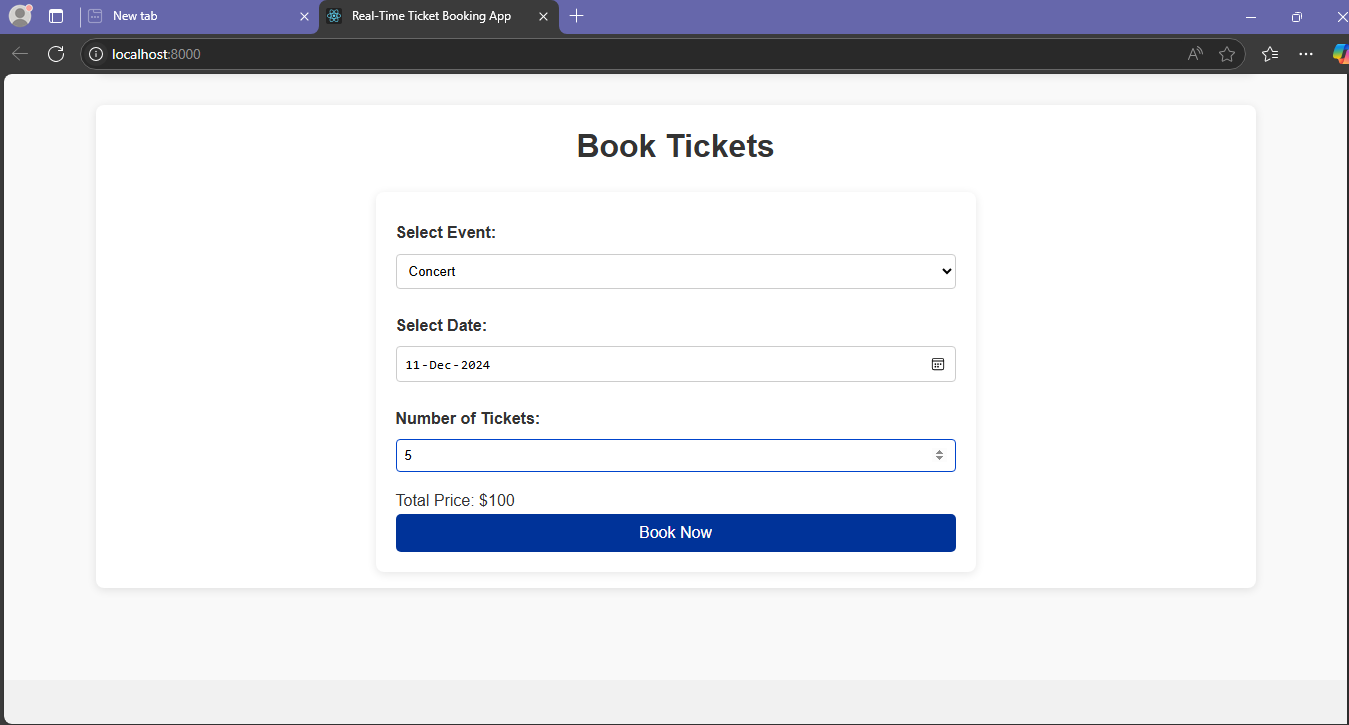 New tab
Real-Time Ticket Booking App
localhost:8000
Book Tickets
Select Event:
Concert
Select Date:
11-Dec-2024
Number of Tickets:
5
Total Price: $100
Book Now